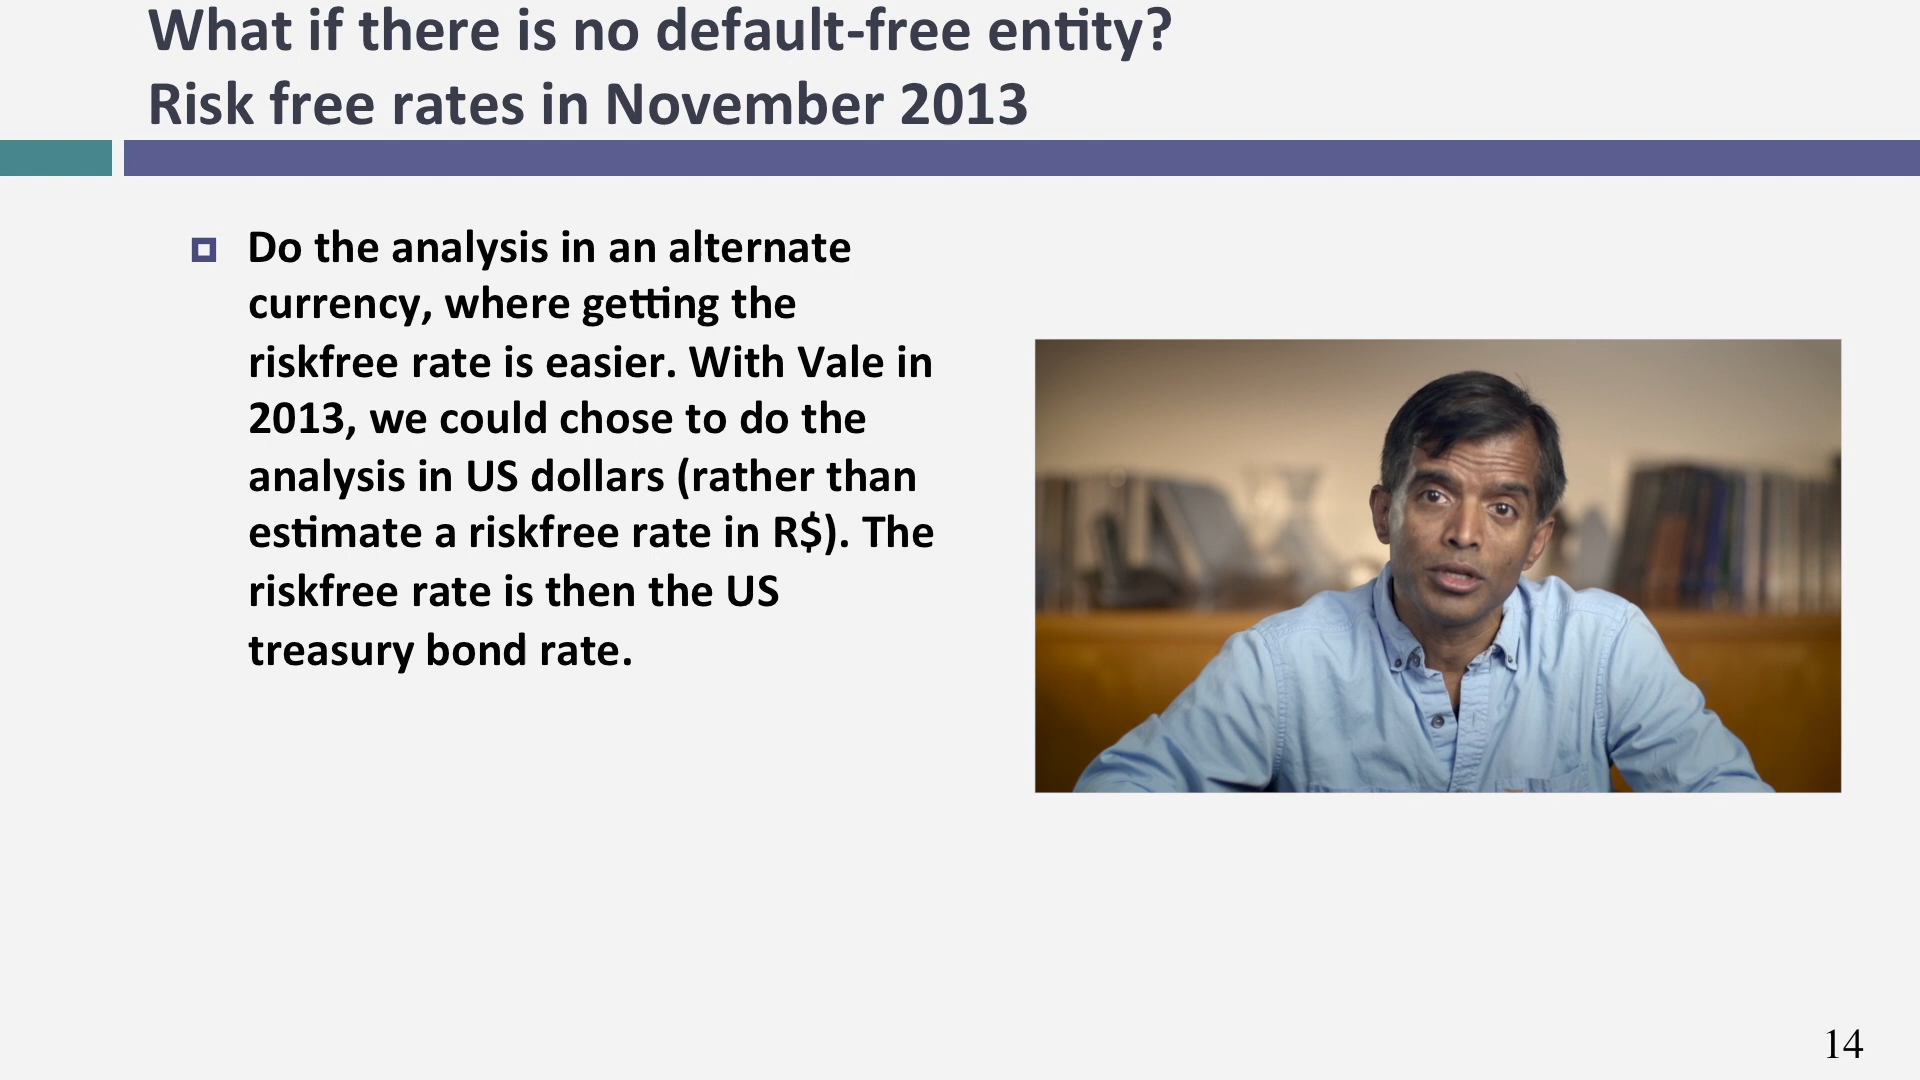 What if there is no default-free entity?
Risk free rates in November 2013
Do the analysis in an alternate
currency, where getting the
riskfree rate is easier. With Vale in
2013, we could chose to do the
analysis in US dollars (rather than
estimate a riskfree rate in R$). The
riskfree rate is then the US
treasury bond rate.
14